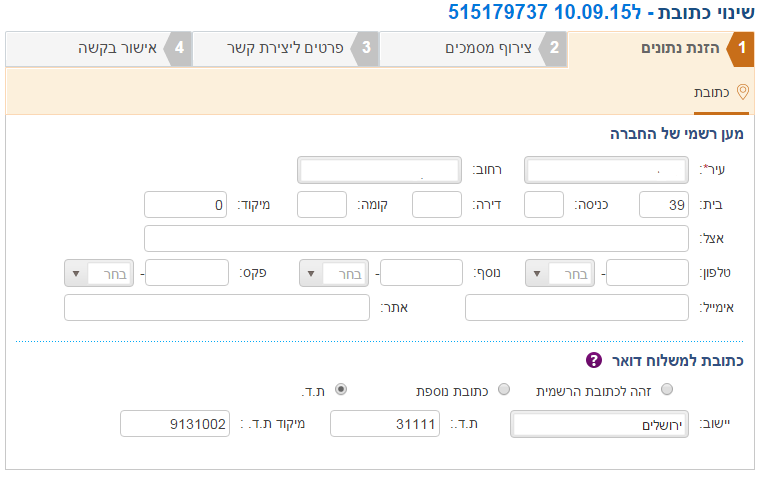 שינוי כתובת - ל10.09.15 515179737
1 הזנת נתונים 2 צירוף מסמכים 3 פרטים ליצירת קשר 4 אישור בקשה
כתובת
מען רשמי של החברה
עיר*: רחוב:
בית: 39 כניסה: דירה: קומה: מיקוד: 0
אצל:
טלפון: - בחר נוסף: - בחר פקס: - בחר
אימייל: אתר:
כתובת למשלוח דואר ?
זהה לכתובת הרשמית כתובת נוספת ת.ד.
יישוב: ירושלים ת.ד.: 31111 מיקוד ת.ד. : 9131002